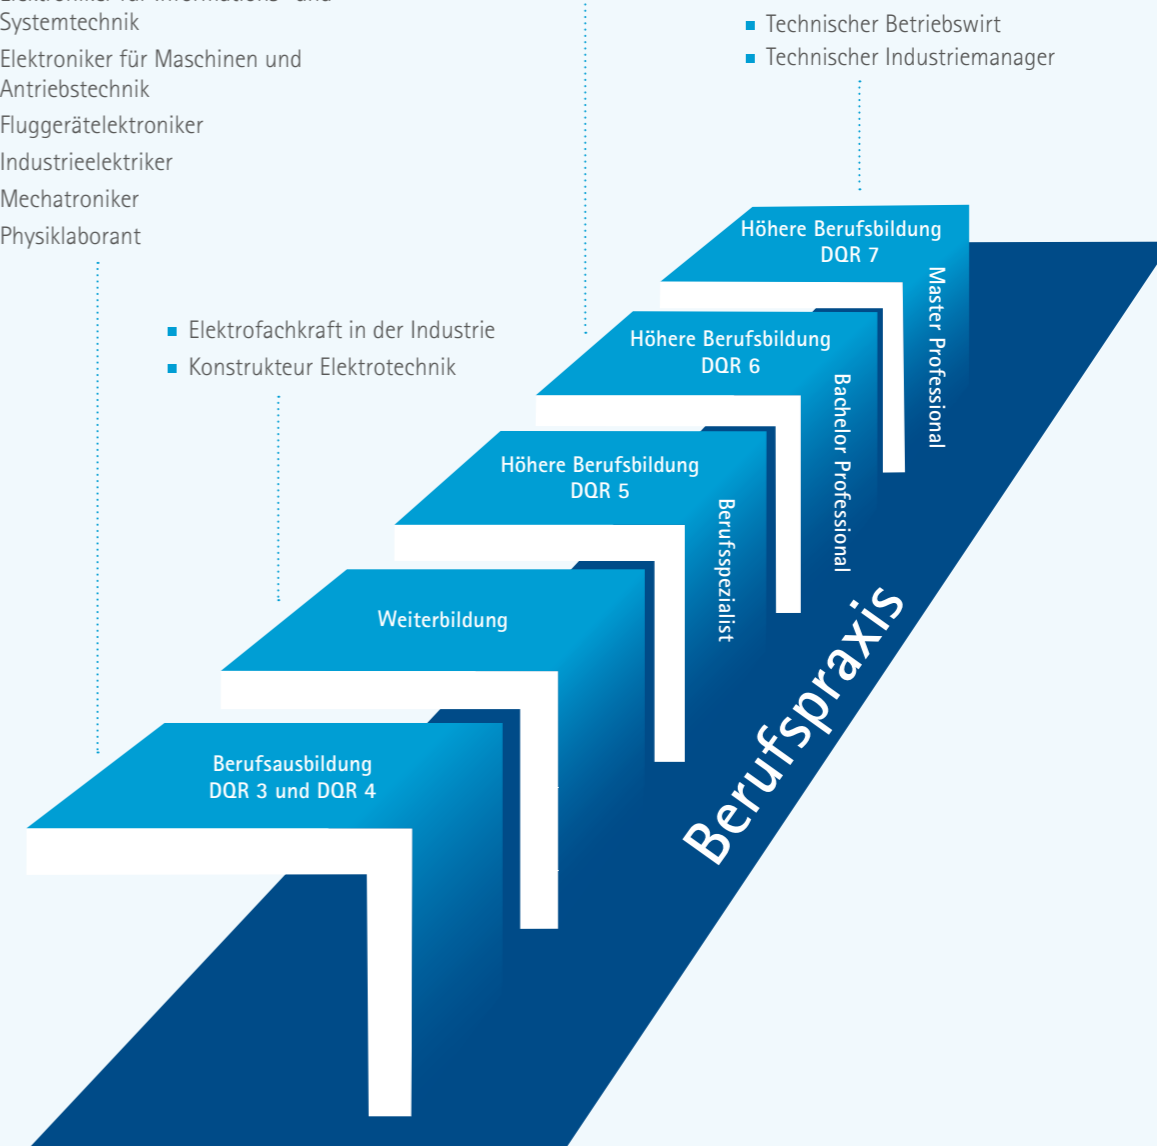 Systemtechnik
Elektroniker für Maschinen und
Antriebstechnik
Fluggerätelektroniker
Industrieelektriker
Mechatroniker
Physiklaborant
Technischer Betriebswirt
Technischer Industriemanager
Elektrofachkraft in der Industrie
Konstrukteur Elektrotechnik
Höhere Berufsbildung
DQR 7
Master Professional
Höhere Berufsbildung
DQR 6
Bachelor Professional
Höhere Berufsbildung
DQR 5
Berufsspezialist
Weiterbildung
Berufsausbildung
DQR 3 und DQR 4
Berufspraxis